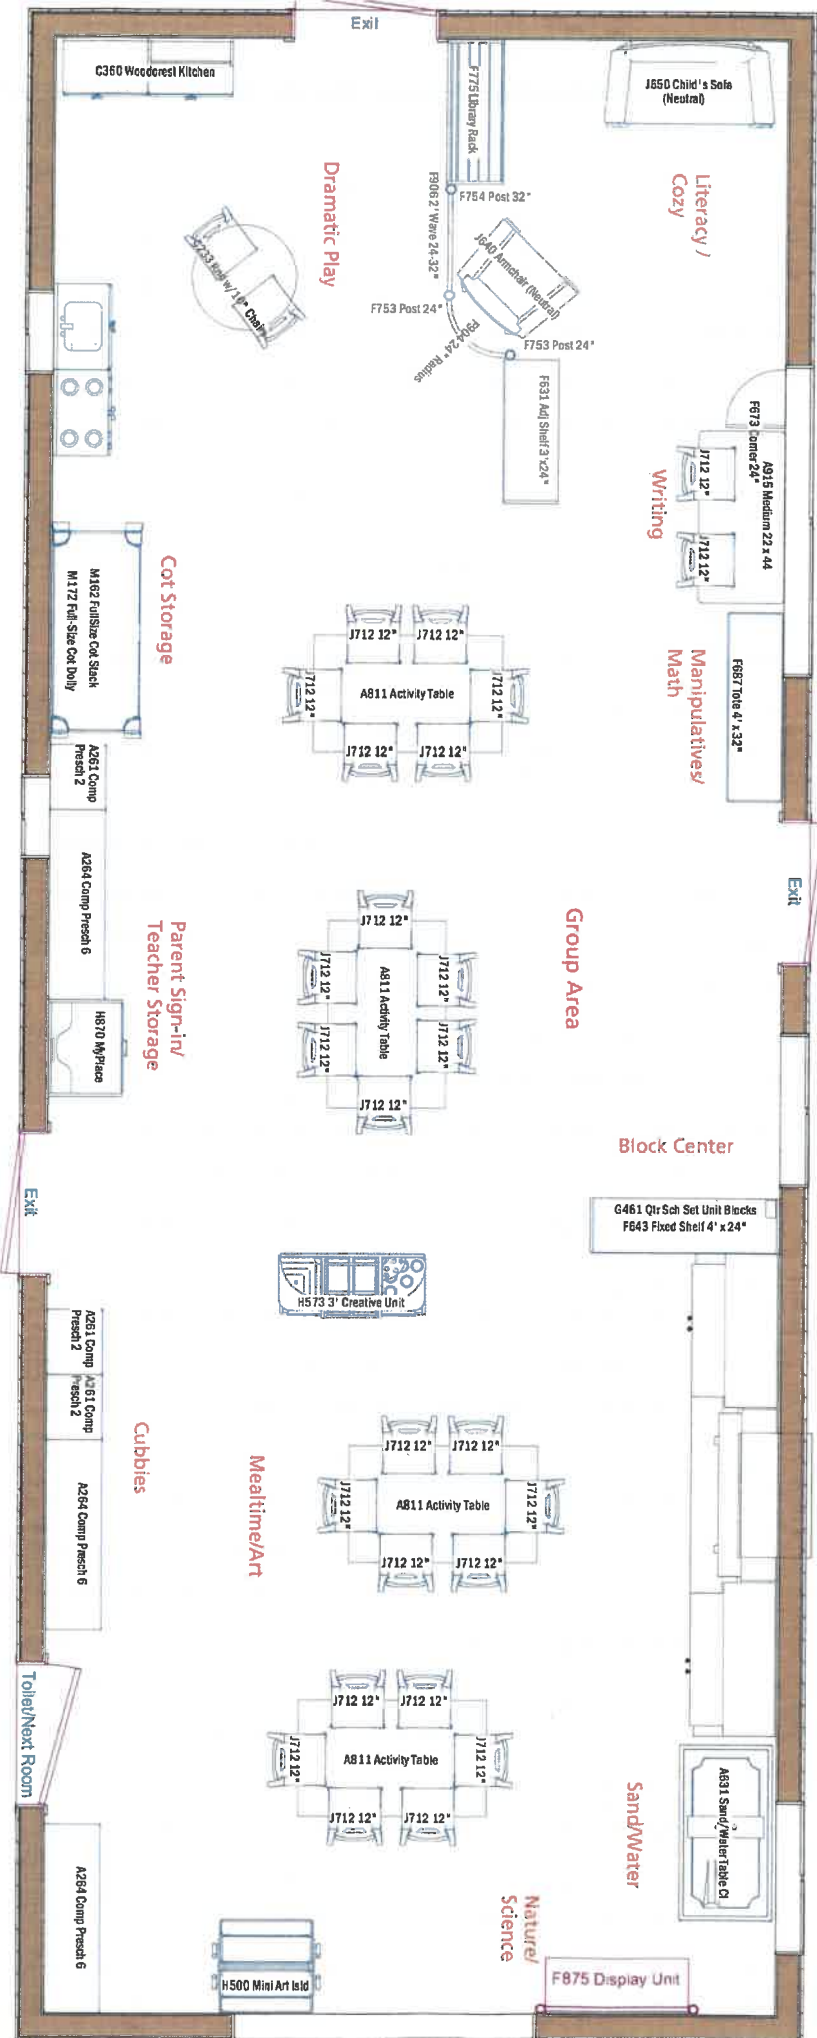 Exit
C360 Woodcrest Kitchen
F775 Library Rack
J650 Child's Sofa
(Neutral)
Literacy /
Cozy
Dramatic Play
F754 Post 32"
F906 2' Wave 24-32"
J640 Armchair (Neutral)
F753 Post 24"
F904 24" Radius
F753 Post 24"
F631 Adj Shelf 3'x24"
F673 Corner 24"
A915 Medium 22 x 44
J712 12"
J712 12"
Writing
Cot Storage
M162 FullSize Cot Stack
M172 Full-Size Cot Dolly
Manipulatives/
Math
F687 Tote 4' x 32"
J712 12"
J712 12"
J712 12"
A811 Activity Table
J712 12"
J712 12"
J712 12"
A261 Comp
Presch 2
A264 Comp Presch 6
Parent Sign-in/
Teacher Storage
H870 MyPlace
Exit
Group Area
J712 12"
J712 12"
J712 12"
A811 Activity Table
J712 12"
J712 12"
J712 12"
Block Center
Exit
G461 Qtr Sch Set Unit Blocks
F643 Fixed Shelf 4' x 24"
H573 3' Creative Unit
A261 Comp
Presch 2
A261 Comp
Presch 2
A264 Comp Presch 6
Cubbies
Mealtime/Art
J712 12"
J712 12"
J712 12"
A811 Activity Table
J712 12"
J712 12"
J712 12"
Toilet/Next Room
J712 12"
J712 12"
J712 12"
A811 Activity Table
J712 12"
J712 12"
J712 12"
Sand/Water
A631 Sand/Water Table Cl
A264 Comp Presch 6
Nature/
Science
H500 Mini Art Isld
F875 Display Unit